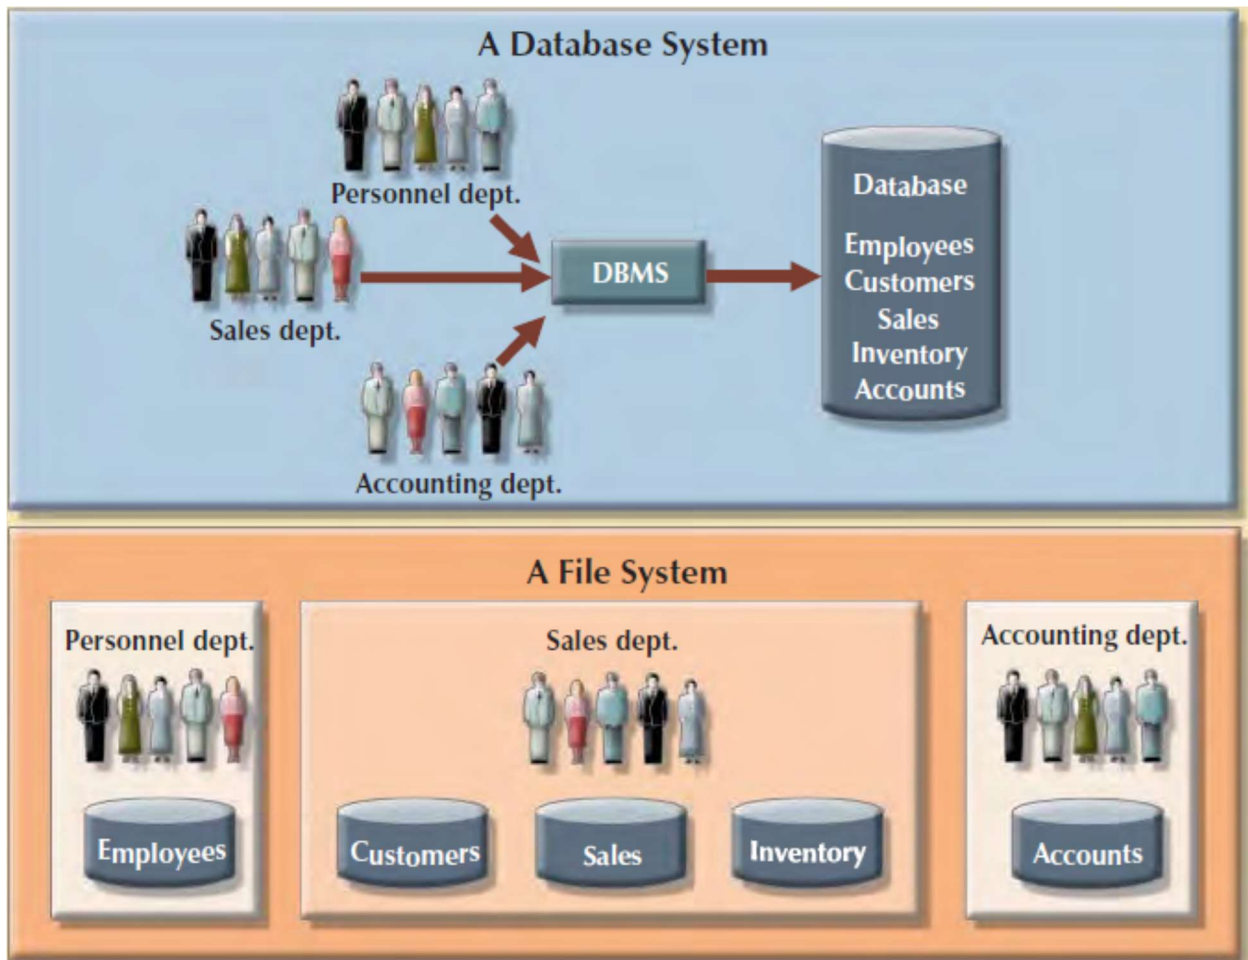 A Database System
Personnel dept.
Sales dept.
Accounting dept.
DBMS
Database
Employees
Customers
Sales
Inventory
Accounts
A File System
Personnel dept.
Employees
Sales dept.
Customers
Sales
Inventory
Accounting dept.
Accounts